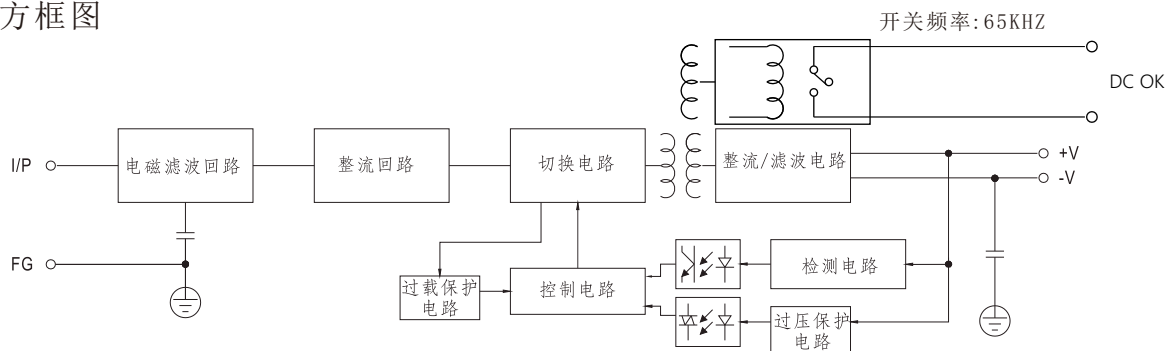 方框图
开关频率:65KHZ
DC OK
I/P
电磁滤波回路
整流回路
切换电路
整流/滤波电路
+V
-V
FG
过载保护
电路
控制电路
检测电路
过压保护
电路